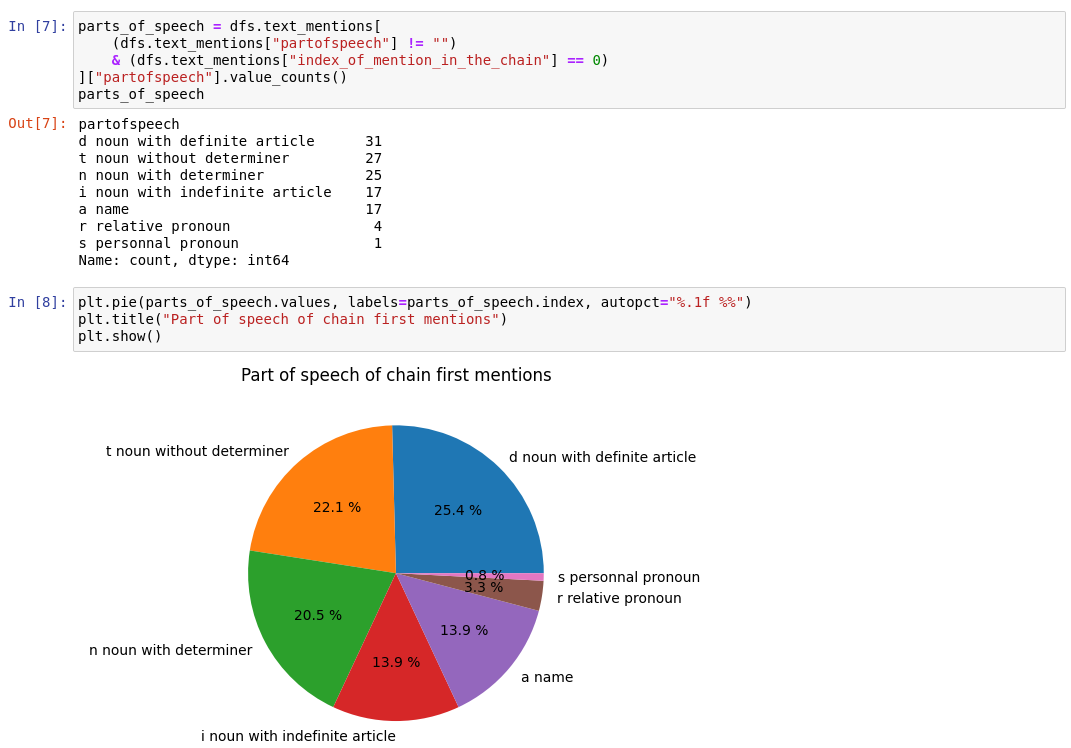 In [7]: parts_of_speech = dfs.text_mentions[
    (dfs.text_mentions["partofspeech"] != "")
    & (dfs.text_mentions["index_of_mention_in_the_chain"] == 0)
]["partofspeech"].value_counts()
parts_of_speech
Out[7]: partofspeech
d noun with definite article      31
t noun without determiner         27
n noun with determiner            25
i noun with indefinite article    17
a name                            17
r relative pronoun                 4
s personnal pronoun                1
Name: count, dtype: int64
In [8]: plt.pie(parts_of_speech.values, labels=parts_of_speech.index, autopct="%.1f %%")
plt.title("Part of speech of chain first mentions")
plt.show()
Part of speech of chain first mentions
t noun without determiner
d noun with definite article
22.1 %
25.4 %
0.8 %
s personnal pronoun
3.3 %
r relative pronoun
20.5 %
13.9 %
n noun with determiner
13.9 %
a name
i noun with indefinite article